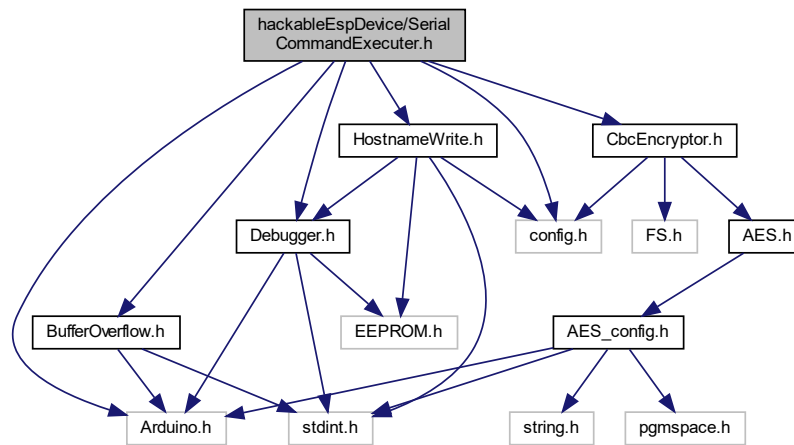 hackableEspDevice/Serial
CommandExecuter.h
HostnameWrite.h
CbcEncryptor.h
Debugger.h
config.h
FS.h
AES.h
BufferOverflow.h
EEPROM.h
AES_config.h
Arduino.h
stdint.h
string.h
pgmspace.h